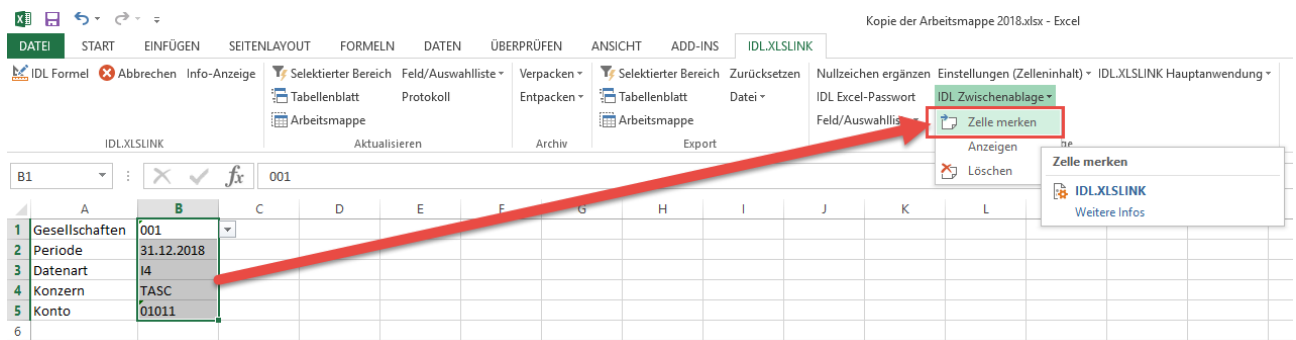 Kopie der Arbeitsmappe 2018.xlsx - Excel
DATEI START EINFÜGEN SEITENLAYOUT FORMELN DATEN ÜBERPRÜFEN ANSICHT ADD-INS IDL.XLSLINK
IDL Formel Abbrechen Info-Anzeige Selektierter Bereich Feld/Auswahlliste Verpacken Selektierter Bereich Zurücksetzen Nullzeichen ergänzen Einstellungen (Zelleninhalt) IDL.XLSLINK Hauptanwendung
Tabellenblatt Protokoll Entpacken Tabellenblatt Datei IDL Excel-Passwort IDL Zwischenablage
Arbeitsmappe Arbeitsmappe Zelle merken
IDL.XLSLINK Aktualisieren Archiv Export Anzeigen
Löschen
Zelle merken
IDL.XLSLINK
Weitere Infos
B1 fx 001
A B C D E F G H I J K L
1 Gesellschaften 001
2 Periode 31.12.2018
3 Datenart I4
4 Konzern TASC
5 Konto 01011
6